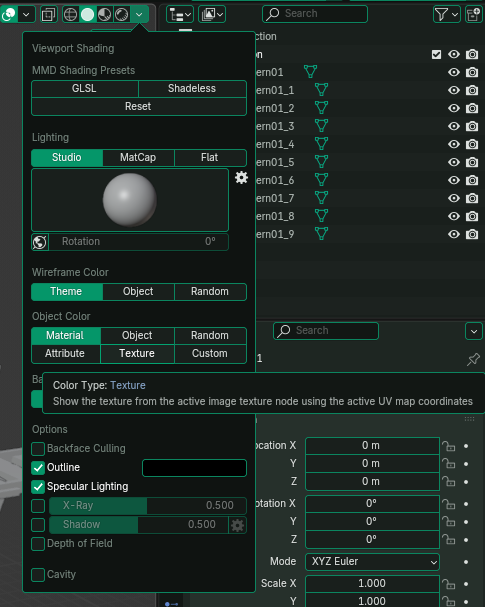 Search
Viewport Shading
ction
MMD Shading Presets
on
GLSL Shadeless
ern01
Reset
ern01_1
ern01_2
ern01_3
Lighting
ern01_4
Studio MatCap Flat
ern01_5
ern01_6
ern01_7
ern01_8
ern01_9
Rotation 0°
Wireframe Color
Theme Object Random
Object Color
Search
Material Object Random
Attribute Texture Custom
1
Ba
Color Type: Texture
Show the texture from the active image texture node using the active UV map coordinates
Options
Backface Culling
ocation X 0 m
Outline
Y 0 m
Specular Lighting
Z 0 m
X-Ray 0.500
otation X 0°
Shadow 0.500
Y 0°
Depth of Field
Z 0°
Mode XYZ Euler
Cavity
Scale X 1.000
Y 1.000